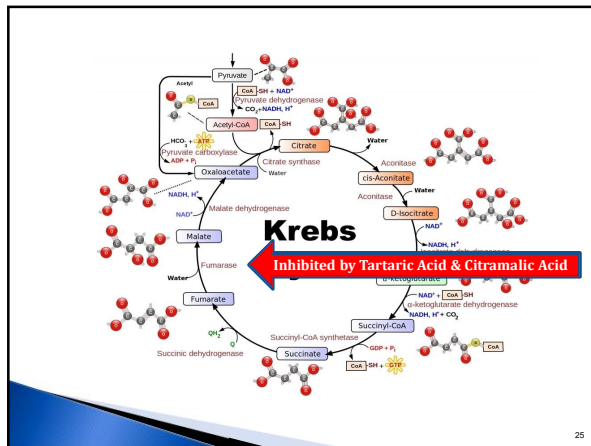 Pyruvate
Acetyl
CoA -SH + NAD⁺
Pyruvate dehydrogenase
CO₂+NADH, H⁺
S CoA
Acetyl-CoA
CoA -SH
HCO₃⁻ + ATP
Pyruvate carboxylase
ADP + Pᵢ
Citrate synthase
Water
Oxaloacetate
Citrate
Water
Aconitase
cis-Aconitate
Water
Aconitase
D-Isocitrate
NAD⁺
NADH, H⁺
NADH, H⁺
NAD⁺
Malate dehydrogenase
Malate
Krebs
Inhibited by Tartaric Acid & Citramalic Acid
α-ketoglutarate
Water
Fumarase
NAD⁺ + CoA -SH
α-ketoglutarate dehydrogenase
NADH, H⁺ + CO₂
Fumarate
Succinyl-CoA
S CoA
QH₂
Q
Succinic dehydrogenase
Succinyl-CoA synthetase
GDP + Pᵢ
Succinate
CoA -SH + GTP
25